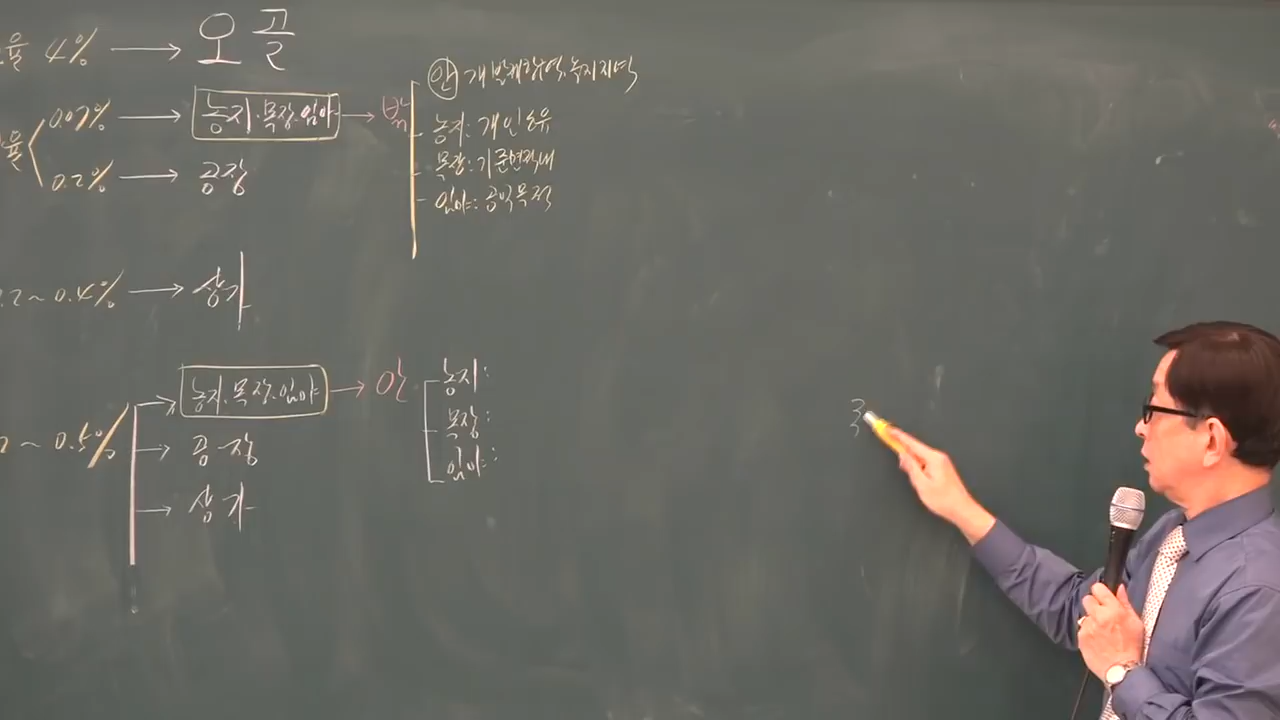 율 4% → 오 골
율 0.07% → 농지·목장·임야 → 밖
0.2% → 공장
안 개발제한구역, 녹지지역
농지: 개인소유
목장: 기준면적내
임야: 공익목적
0.2~0.4% → 상가
~ 0.5% → 농지·목장·임야 → 안
→ 공장
→ 상가
농지:
목장:
임야:
3